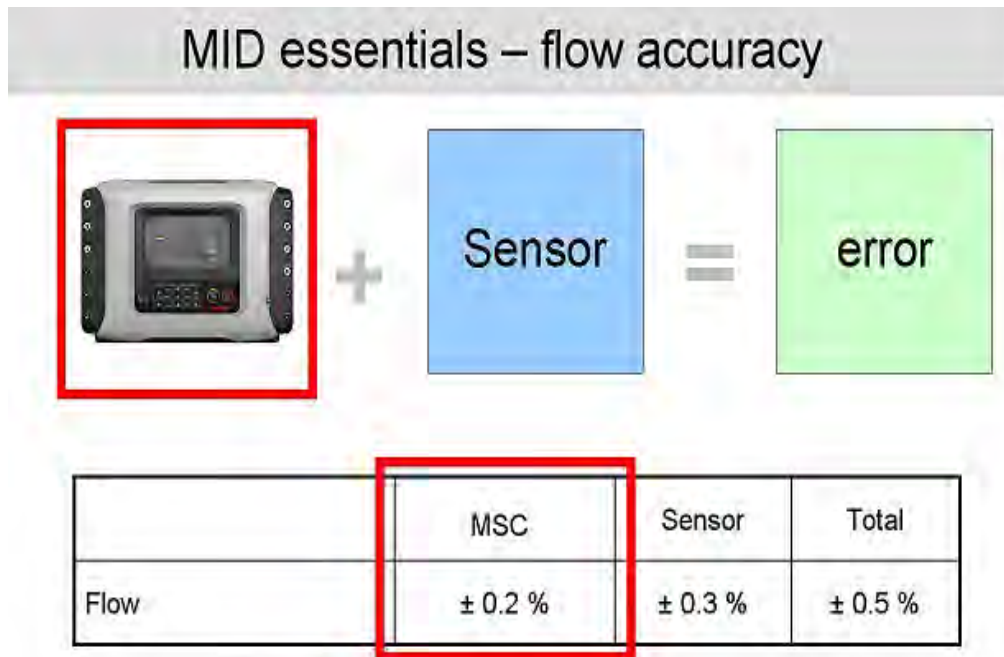 MID essentials – flow accuracy
+ Sensor = error
MSC Sensor Total
Flow ± 0.2 % ± 0.3 % ± 0.5 %